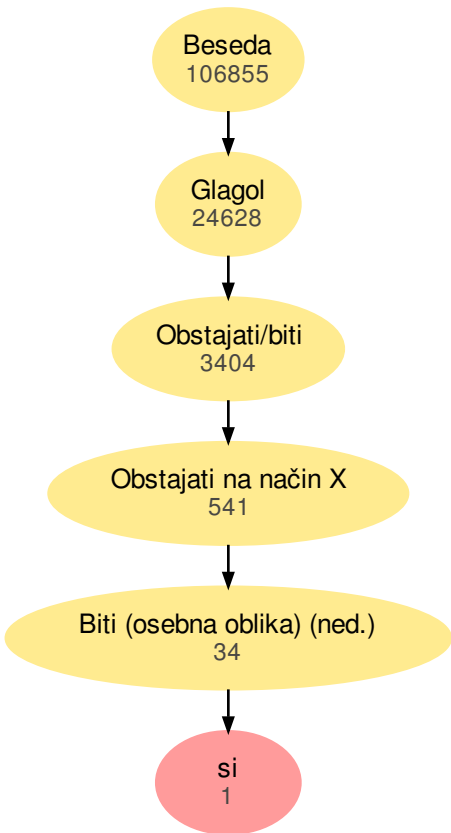 Beseda
106855
Glagol
24628
Obstajati/biti
3404
Obstajati na način X
541
Biti (osebna oblika) (ned.)
34
si
1